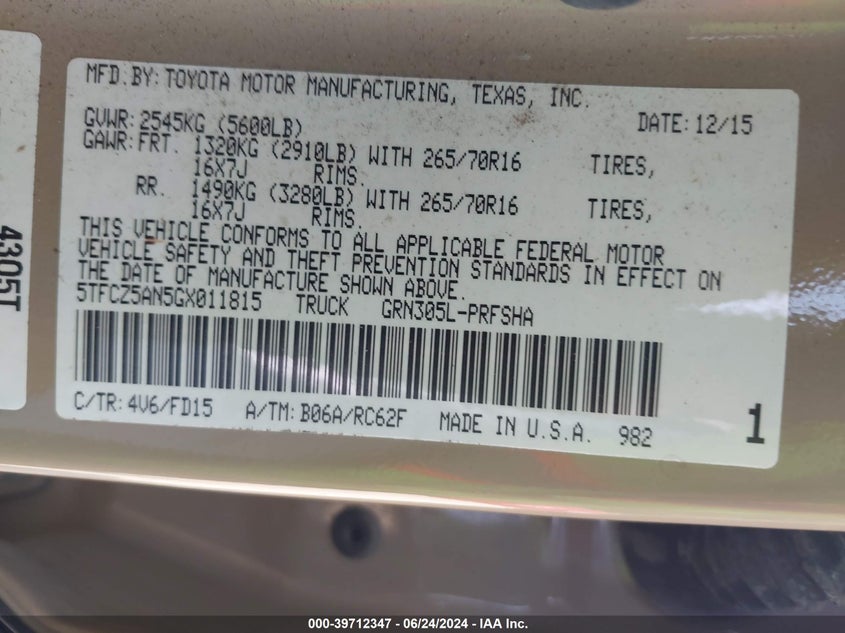 4305T
MFD.BY: TOYOTA MOTOR MANUFACTURING, TEXAS, INC.
GVWR: 2545KG (5600LB) DATE: 12/15
GAWR: FRT. 1320KG (2910LB) WITH 265/70R16 TIRES,
16X7J RIMS.
RR. 1490KG (3280LB) WITH 265/70R16 TIRES,
16X7J RIMS.
THIS VEHICLE CONFORMS TO ALL APPLICABLE FEDERAL MOTOR
VEHICLE SAFETY AND THEFT PREVENTION STANDARDS IN EFFECT ON
THE DATE OF MANUFACTURE SHOWN ABOVE.
5TFCZ5AN5GX011815 TRUCK GRN305L-PRFSHA
C/TR: 4V6/FD15 A/TM: B06A/RC62F MADE IN U.S.A. 982 1
000-39712347 - 06/24/2024 - IAA Inc.